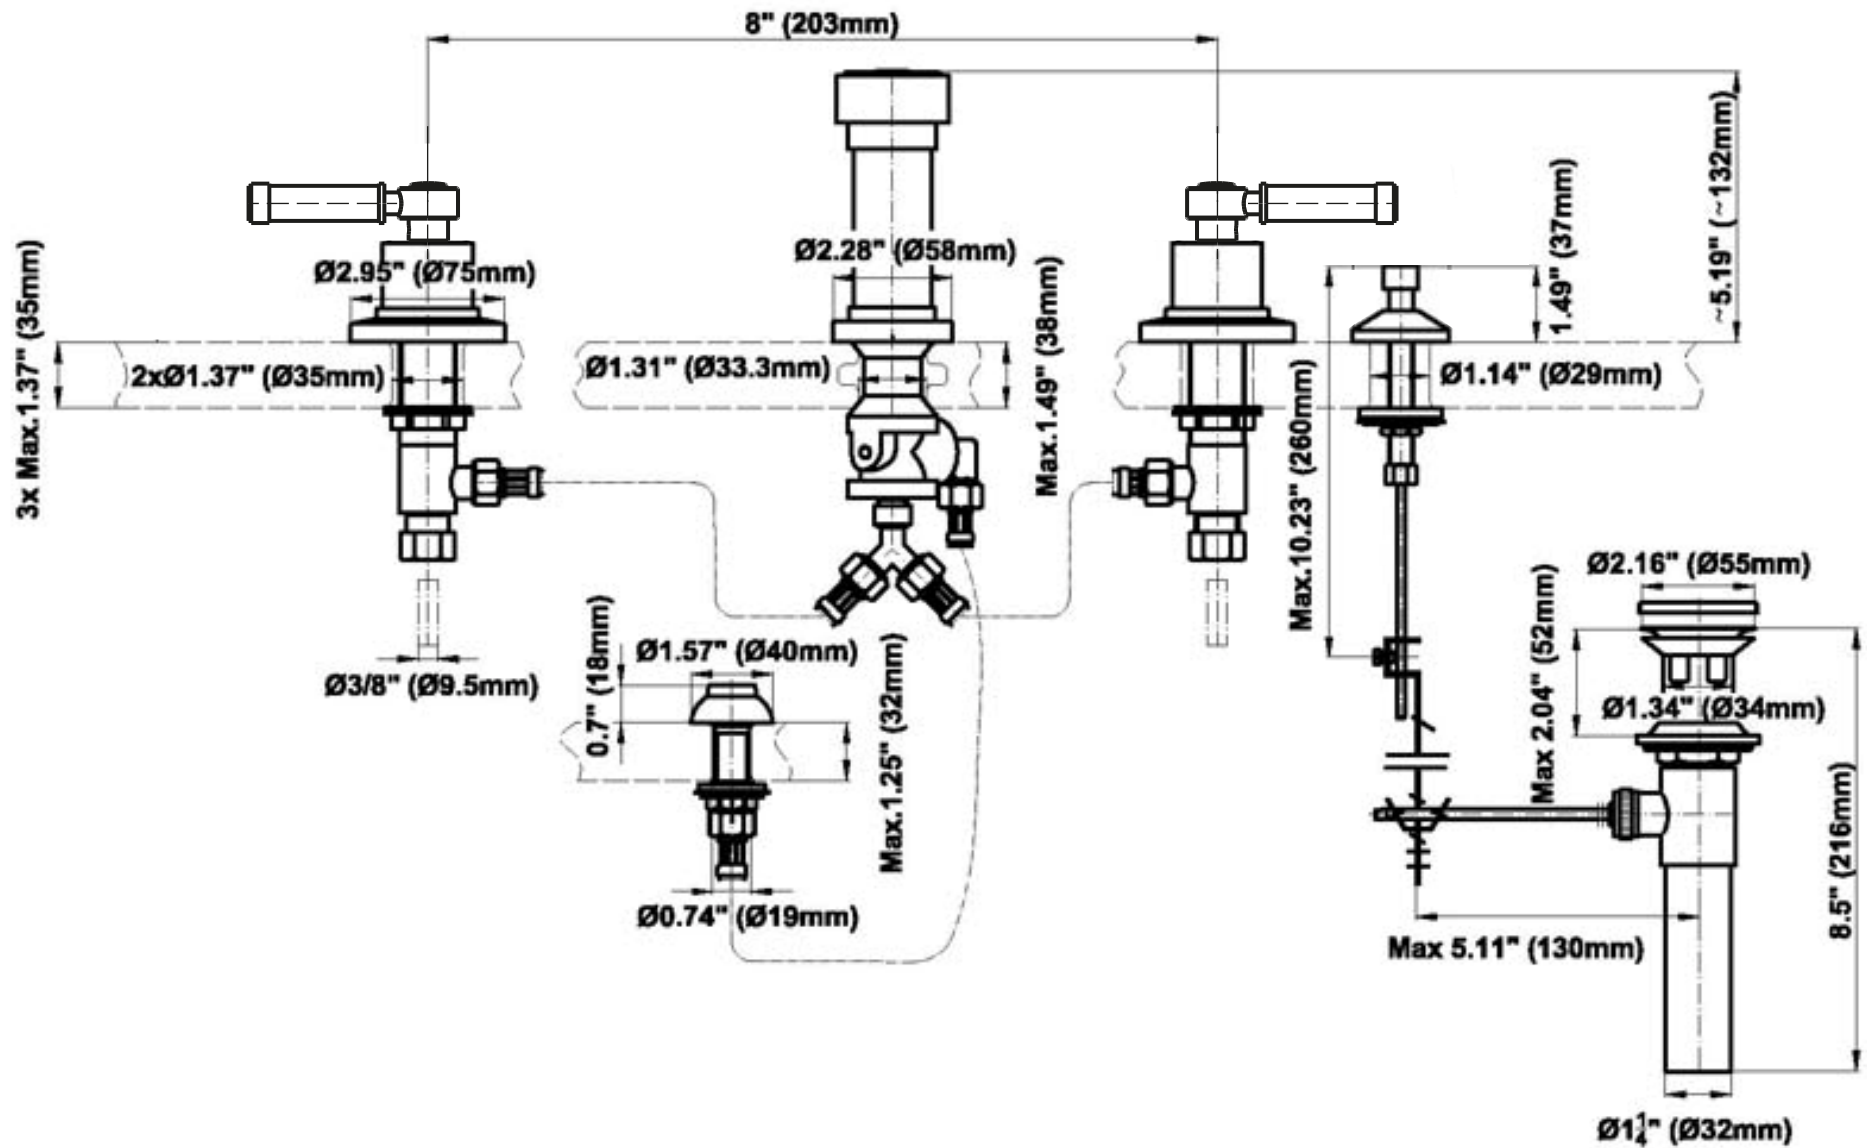 8" (203mm)
~5.19" ( ~132mm)
1.49" (37mm)
Ø2.95" (Ø75mm)
Ø2.28" (Ø58mm)
3x Max.1.37" (35mm)
2xØ1.37" (Ø35mm)
Ø1.31" (Ø33.3mm)
Max.1.49" (38mm)
Ø1.14" (Ø29mm)
Max.10.23" (260mm)
Ø2.16" (Ø55mm)
Ø3/8" (Ø9.5mm)
0.7" (18mm)
Ø1.57" (Ø40mm)
Max.1.25" (32mm)
Max 2.04" (52mm)
Ø1.34" (Ø34mm)
8.5" (216mm)
Ø0.74" (Ø19mm)
Max 5.11" (130mm)
Ø1¼" (Ø32mm)